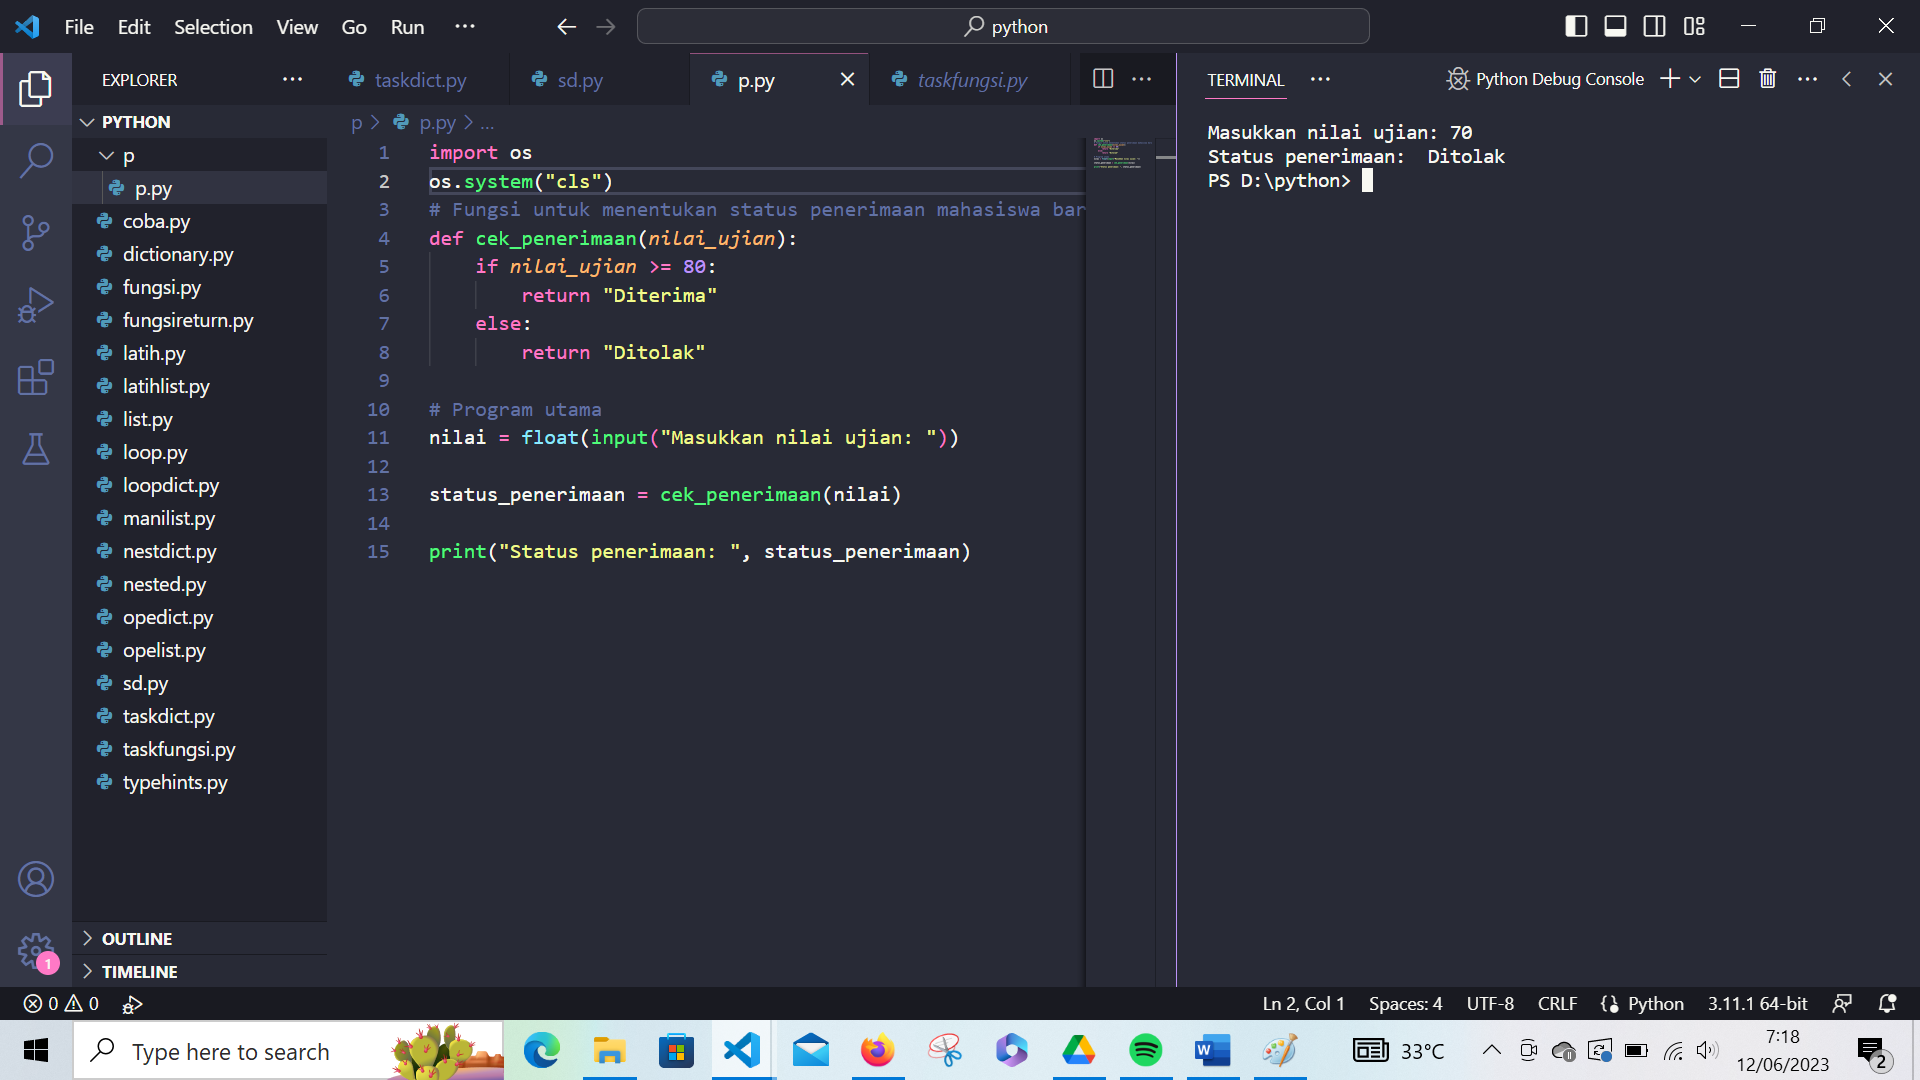 File Edit Selection View Go Run ··· python
EXPLORER ···
PYTHON
p
p.py
coba.py
dictionary.py
fungsi.py
fungsireturn.py
latih.py
latihlist.py
list.py
loop.py
loopdict.py
manilist.py
nestdict.py
nested.py
opedict.py
opelist.py
sd.py
taskdict.py
taskfungsi.py
typehints.py
OUTLINE
TIMELINE
taskdict.py sd.py p.py taskfungsi.py ···
p > p.py > ...
1 import os
2 os.system("cls")
3 # Fungsi untuk menentukan status penerimaan mahasiswa bar
4 def cek_penerimaan(nilai_ujian):
5 if nilai_ujian >= 80:
6 return "Diterima"
7 else:
8 return "Ditolak"
9
10 # Program utama
11 nilai = float(input("Masukkan nilai ujian: "))
12
13 status_penerimaan = cek_penerimaan(nilai)
14
15 print("Status penerimaan: ", status_penerimaan)
TERMINAL ··· Python Debug Console ···
Masukkan nilai ujian: 70
Status penerimaan:  Ditolak
PS D:\python>
1
0 0 Ln 2, Col 1 Spaces: 4 UTF-8 CRLF Python 3.11.1 64-bit
Type here to search 33°C 7:18
12/06/2023 2